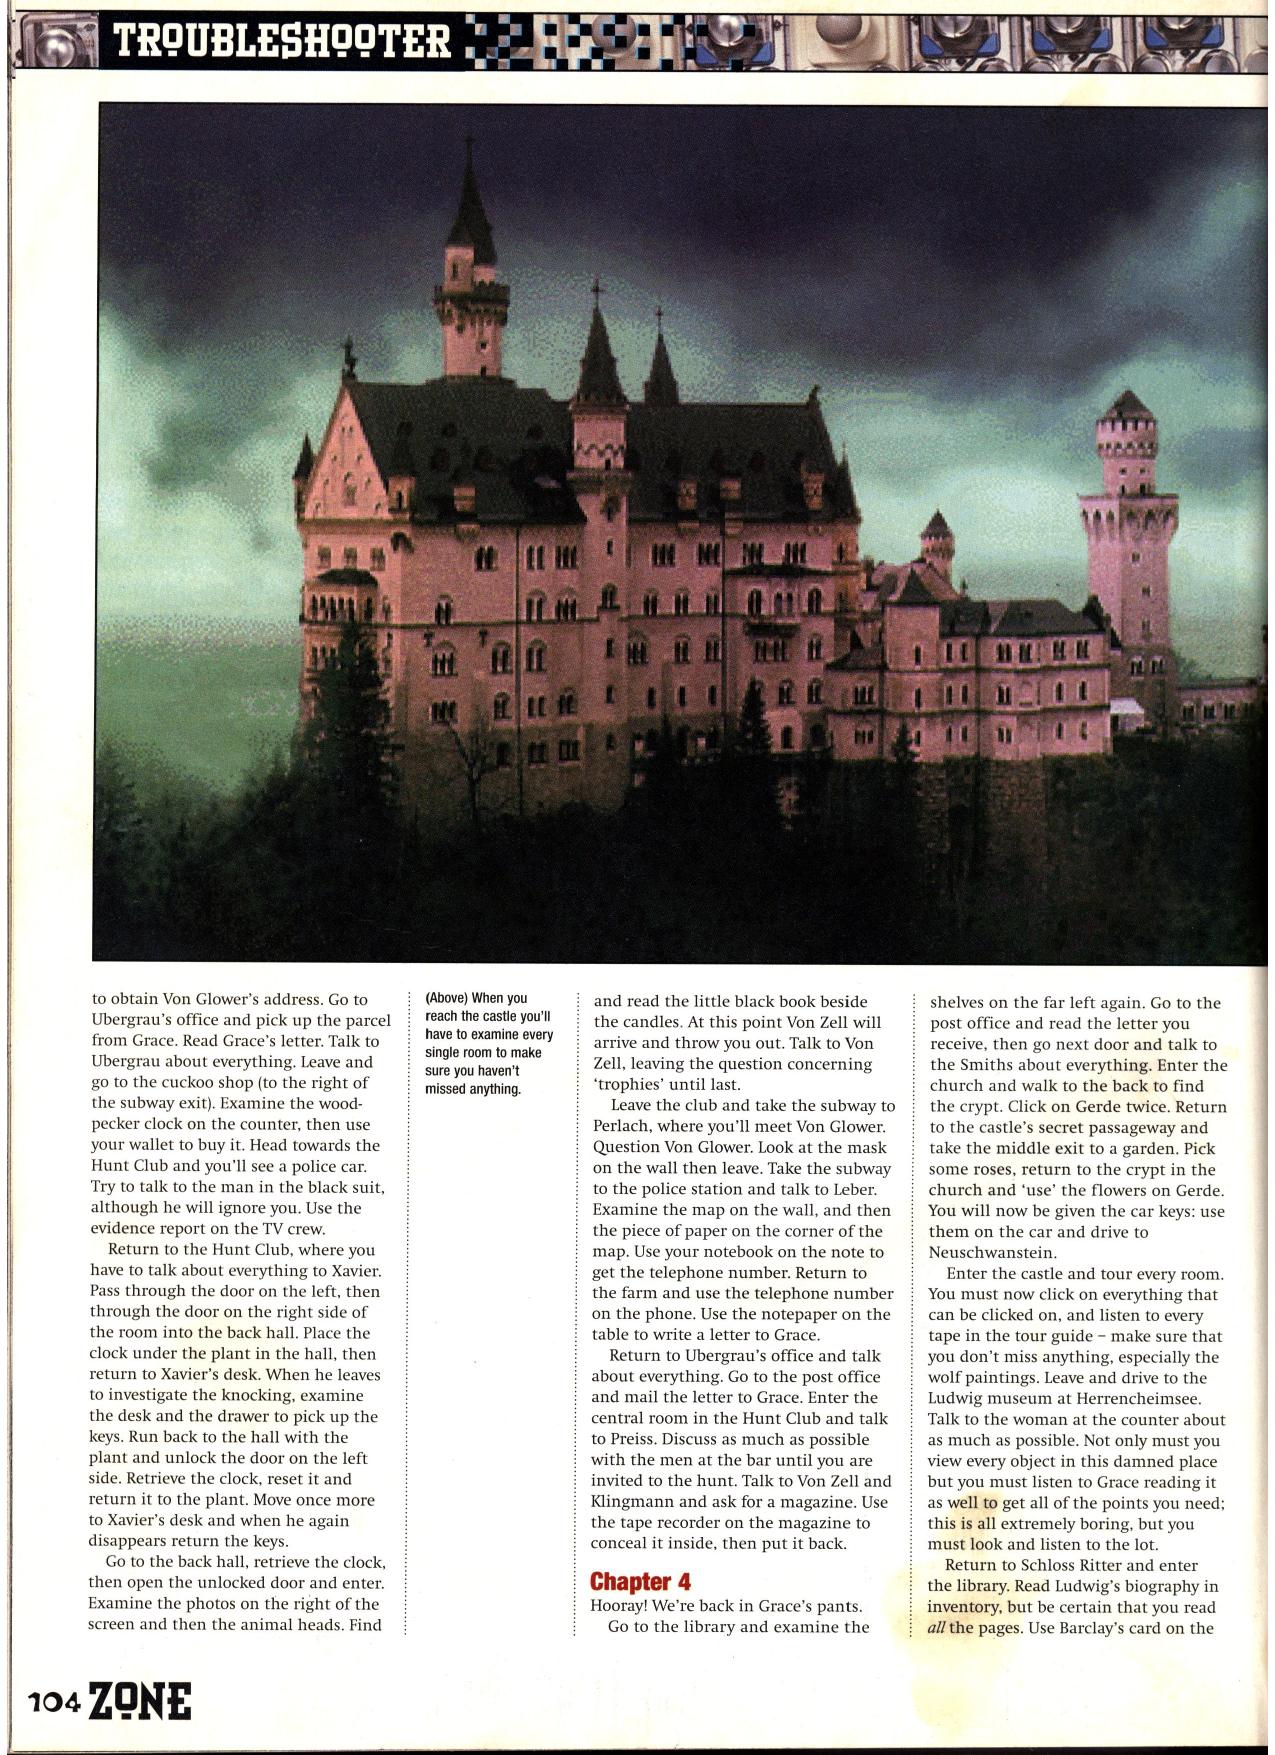 TROUBLESHOOTER
to obtain Von Glower's address. Go to
Ubergrau's office and pick up the parcel
from Grace. Read Grace's letter. Talk to
Ubergrau about everything. Leave and
go to the cuckoo shop (to the right of
the subway exit). Examine the wood-
pecker clock on the counter, then use
your wallet to buy it. Head towards the
Hunt Club and you'll see a police car.
Try to talk to the man in the black suit,
although he will ignore you. Use the
evidence report on the TV crew.
Return to the Hunt Club, where you
have to talk about everything to Xavier.
Pass through the door on the left, then
through the door on the right side of
the room into the back hall. Place the
clock under the plant in the hall, then
return to Xavier's desk. When he leaves
to investigate the knocking, examine
the desk and the drawer to pick up the
keys. Run back to the hall with the
plant and unlock the door on the left
side. Retrieve the clock, reset it and
return it to the plant. Move once more
to Xavier's desk and when he again
disappears return the keys.
Go to the back hall, retrieve the clock,
then open the unlocked door and enter.
Examine the photos on the right of the
screen and then the animal heads. Find
(Above) When you
reach the castle you'll
have to examine every
single room to make
sure you haven't
missed anything.
and read the little black book beside
the candles. At this point Von Zell will
arrive and throw you out. Talk to Von
Zell, leaving the question concerning
'trophies' until last.
Leave the club and take the subway to
Perlach, where you'll meet Von Glower.
Question Von Glower. Look at the mask
on the wall then leave. Take the subway
to the police station and talk to Leber.
Examine the map on the wall, and then
the piece of paper on the corner of the
map. Use your notebook on the note to
get the telephone number. Return to
the farm and use the telephone number
on the phone. Use the notepaper on the
table to write a letter to Grace.
Return to Ubergrau's office and talk
about everything. Go to the post office
and mail the letter to Grace. Enter the
central room in the Hunt Club and talk
to Preiss. Discuss as much as possible
with the men at the bar until you are
invited to the hunt. Talk to Von Zell and
Klingmann and ask for a magazine. Use
the tape recorder on the magazine to
conceal it inside, then put it back.
Chapter 4
Hooray! We're back in Grace's pants.
Go to the library and examine the
shelves on the far left again. Go to the
post office and read the letter you
receive, then go next door and talk to
the Smiths about everything. Enter the
church and walk to the back to find
the crypt. Click on Gerde twice. Return
to the castle's secret passageway and
take the middle exit to a garden. Pick
some roses, return to the crypt in the
church and 'use' the flowers on Gerde.
You will now be given the car keys: use
them on the car and drive to
Neuschwanstein.
Enter the castle and tour every room.
You must now click on everything that
can be clicked on, and listen to every
tape in the tour guide – make sure that
you don't miss anything, especially the
wolf paintings. Leave and drive to the
Ludwig museum at Herrencheimsee.
Talk to the woman at the counter about
as much as possible. Not only must you
view every object in this damned place
but you must listen to Grace reading it
as well to get all of the points you need;
this is all extremely boring, but you
must look and listen to the lot.
Return to Schloss Ritter and enter
the library. Read Ludwig's biography in
inventory, but be certain that you read
all the pages. Use Barclay's card on the
104 ZONE